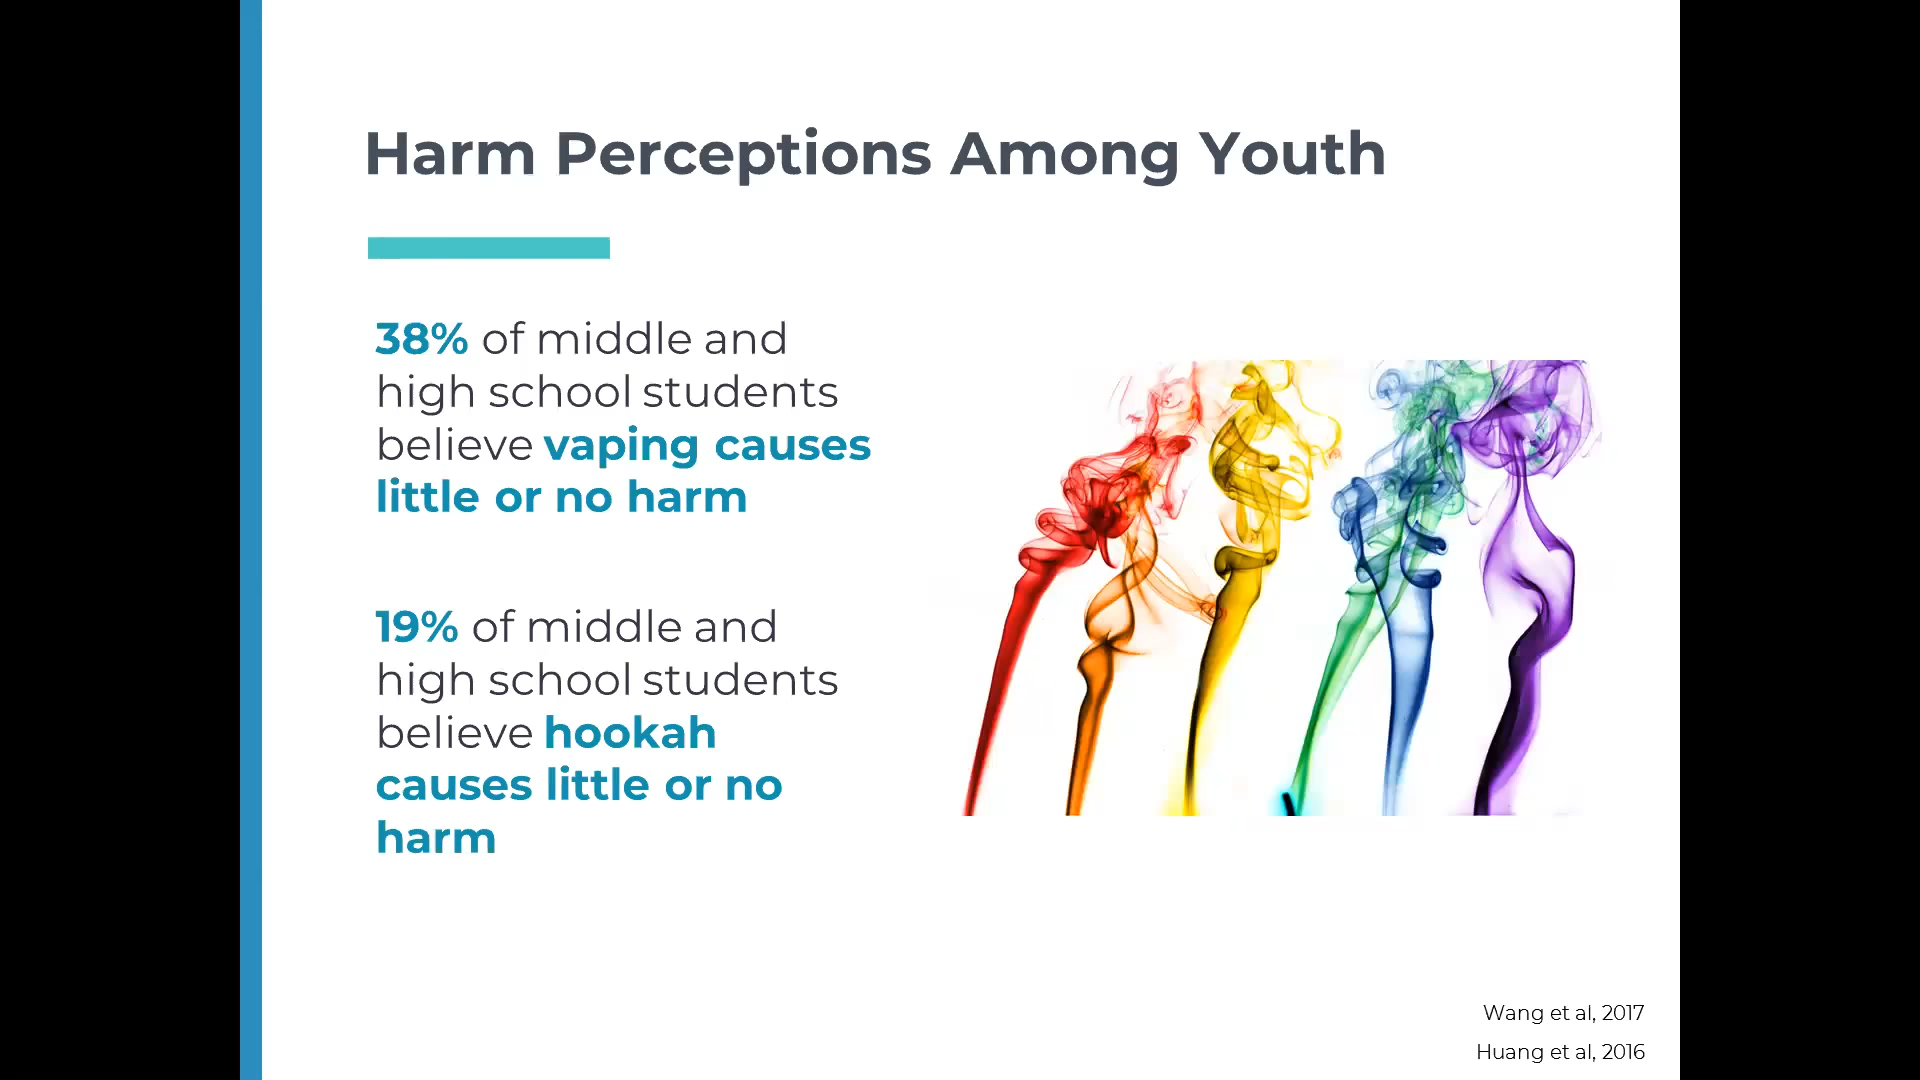 Harm Perceptions Among Youth
38% of middle and
high school students
believe vaping causes
little or no harm
19% of middle and
high school students
believe hookah
causes little or no
harm
Wang et al, 2017
Huang et al, 2016